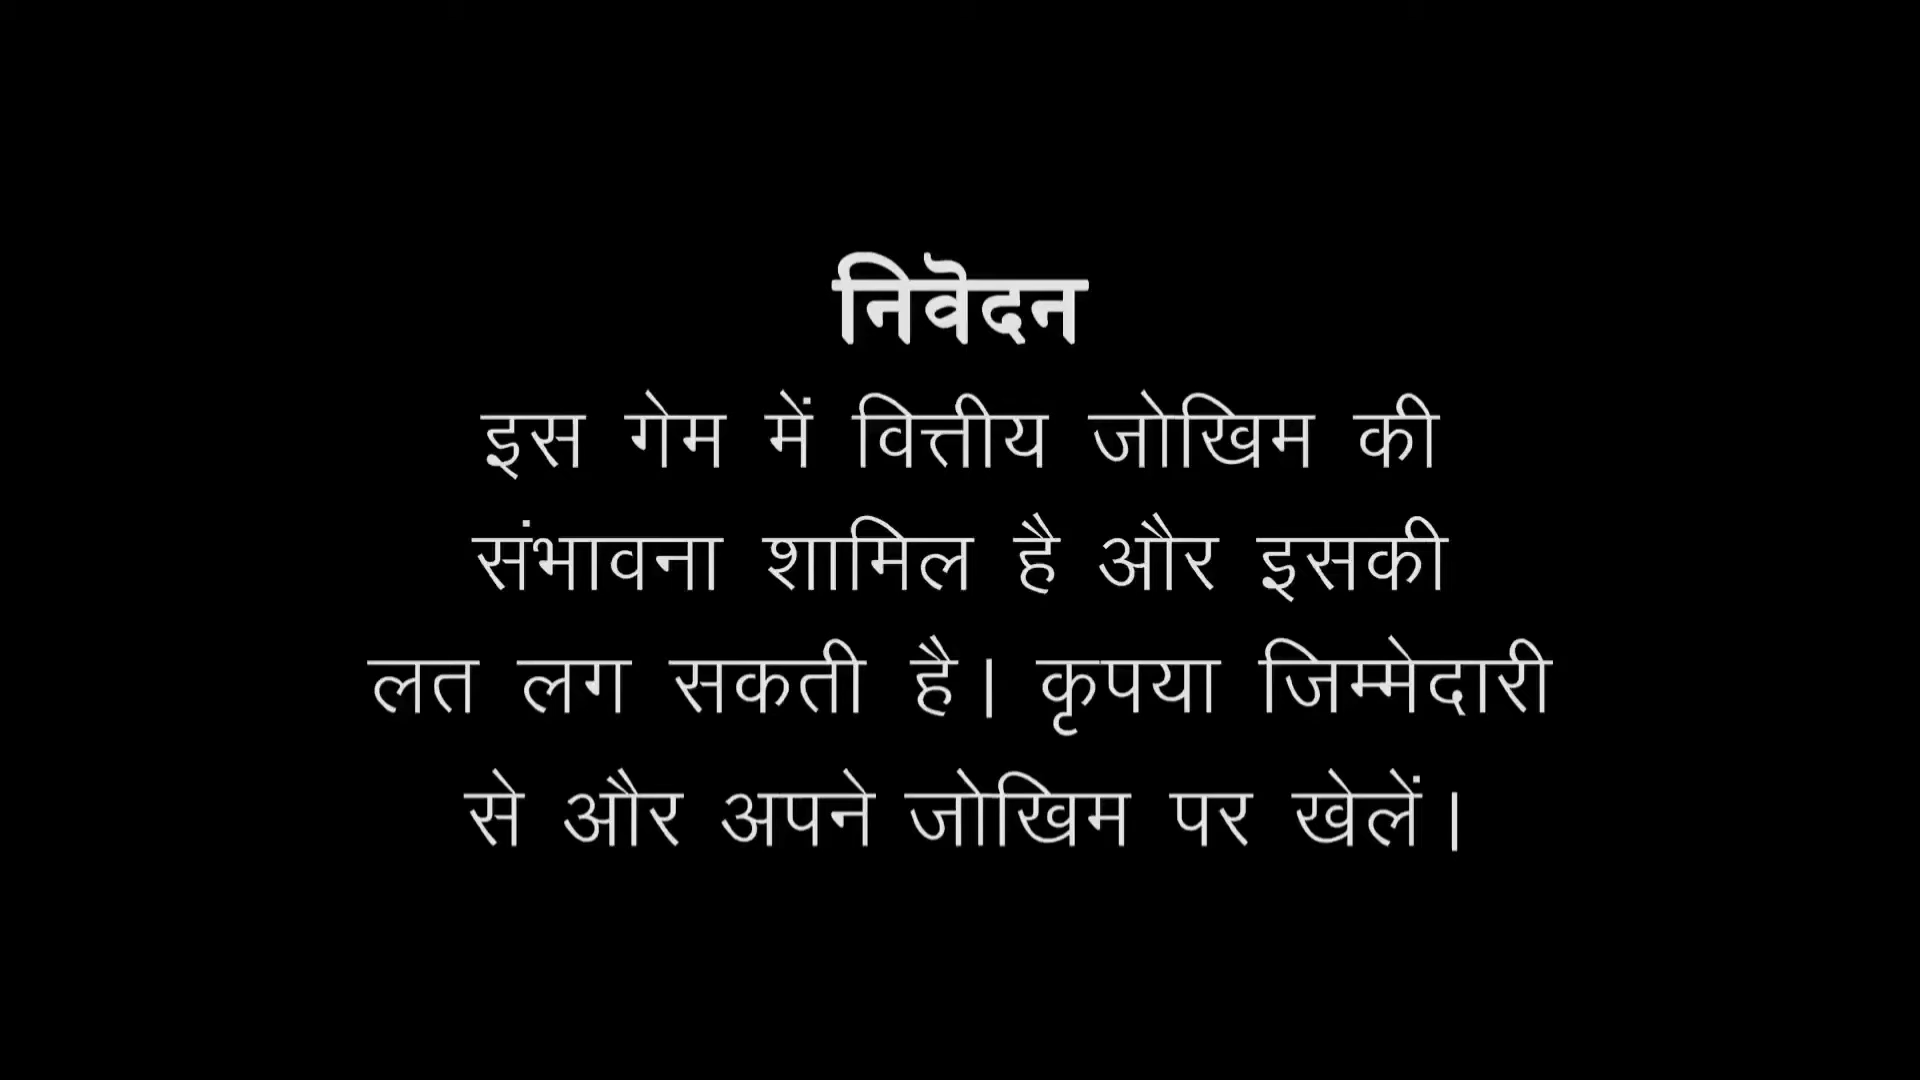 निवॆदन
इस गेम में वित्तीय जोखिम की
संभावना शामिल है और इसकी
लत लग सकती है। कृपया जिम्मेदारी
से और अपने जोखिम पर खेलें।